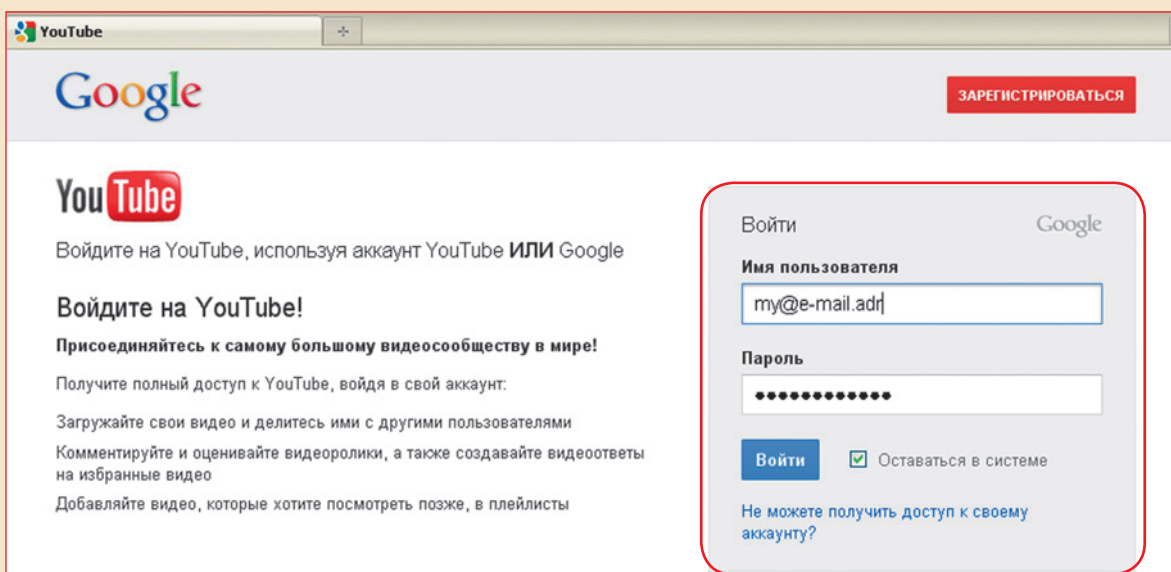 YouTube
Google
ЗАРЕГИСТРИРОВАТЬСЯ
YouTube
Войдите на YouTube, используя аккаунт YouTube ИЛИ Google
Войдите на YouTube!
Присоединяйтесь к самому большому видеосообществу в мире!
Получите полный доступ к YouTube, войдя в свой аккаунт:
Загружайте свои видео и делитесь ими с другими пользователями
Комментируйте и оценивайте видеоролики, а также создавайте видеоответы
на избранные видео
Добавляйте видео, которые хотите посмотреть позже, в плейлисты
Войти Google
Имя пользователя
my@e-mail.adr
Пароль
••••••••••••
Войти Оставаться в системе
Не можете получить доступ к своему
аккаунту?